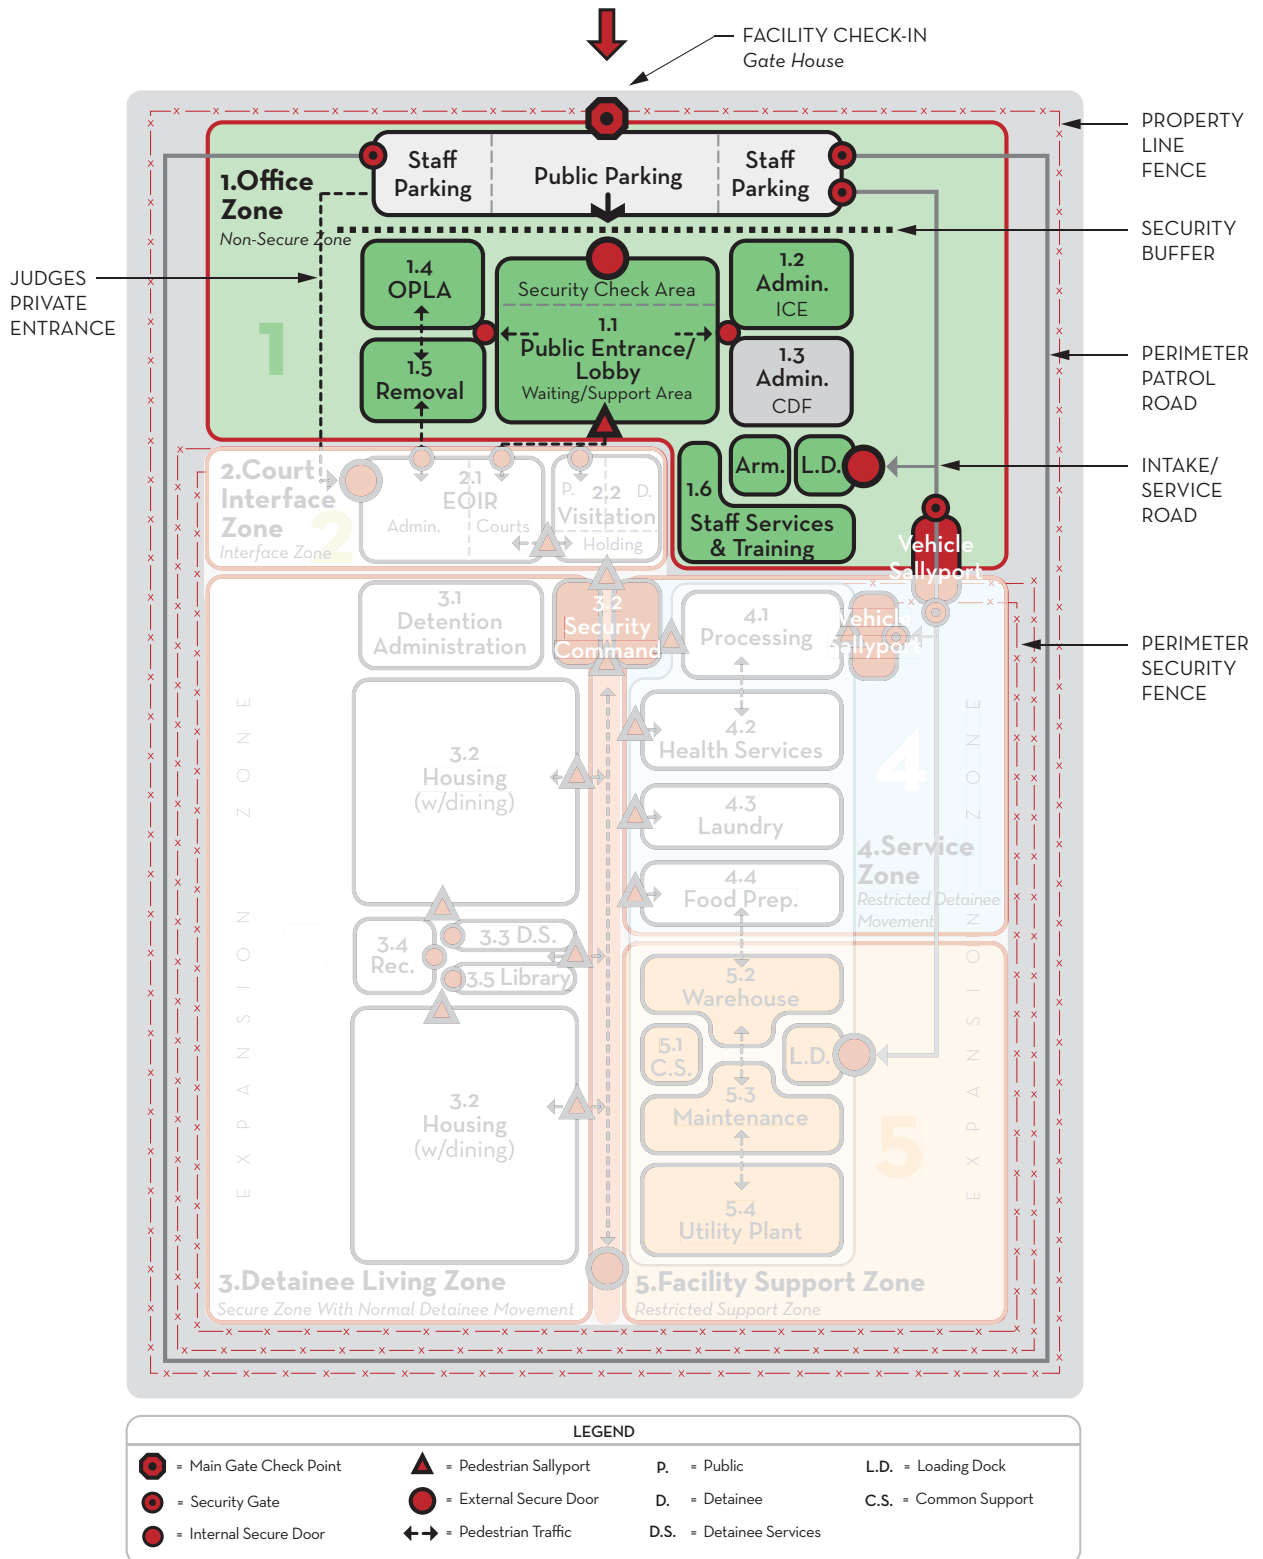 FACILITY CHECK-IN
Gate House
PROPERTY
LINE
FENCE
Staff
Parking
Public Parking
Staff
Parking
1.Office
Zone
Non-Secure Zone
SECURITY
BUFFER
JUDGES
PRIVATE
ENTRANCE
1
1.4
OPLA
Security Check Area
1.1
Public Entrance/
Lobby
Waiting/Support Area
1.2
Admin.
ICE
1.5
Removal
1.3
Admin.
CDF
PERIMETER
PATROL
ROAD
Arm.
L.D.
1.6
Staff Services
& Training
INTAKE/
SERVICE
ROAD
Vehicle
Sallyport
2.Court
Interface
Zone
Interface Zone
2
2.1
EOIR
Admin.
Courts
P.
2.2
D.
Visitation
Holding
3.1
Detention
Administration
3.2
Security
Command
4.1
Processing
Vehicle
Sallyport
PERIMETER
SECURITY
FENCE
EXPANSION ZONE
3.2
Housing
(w/dining)
4.2
Health Services
4.3
Laundry
4.4
Food Prep.
4
4.Service
Zone
Restricted Detainee
Movement
EXPANSION ZONE
3.4
Rec.
3.3 D.S.
3.5 Library
3.2
Housing
(w/dining)
5.2
Warehouse
5.1
C.S.
L.D.
5.3
Maintenance
5
5.4
Utility Plant
3.Detainee Living Zone
Secure Zone With Normal Detainee Movement
5.Facility Support Zone
Restricted Support Zone
LEGEND
= Main Gate Check Point
= Security Gate
= Internal Secure Door
= Pedestrian Sallyport
= External Secure Door
= Pedestrian Traffic
P. = Public
D. = Detainee
D.S. = Detainee Services
L.D. = Loading Dock
C.S. = Common Support